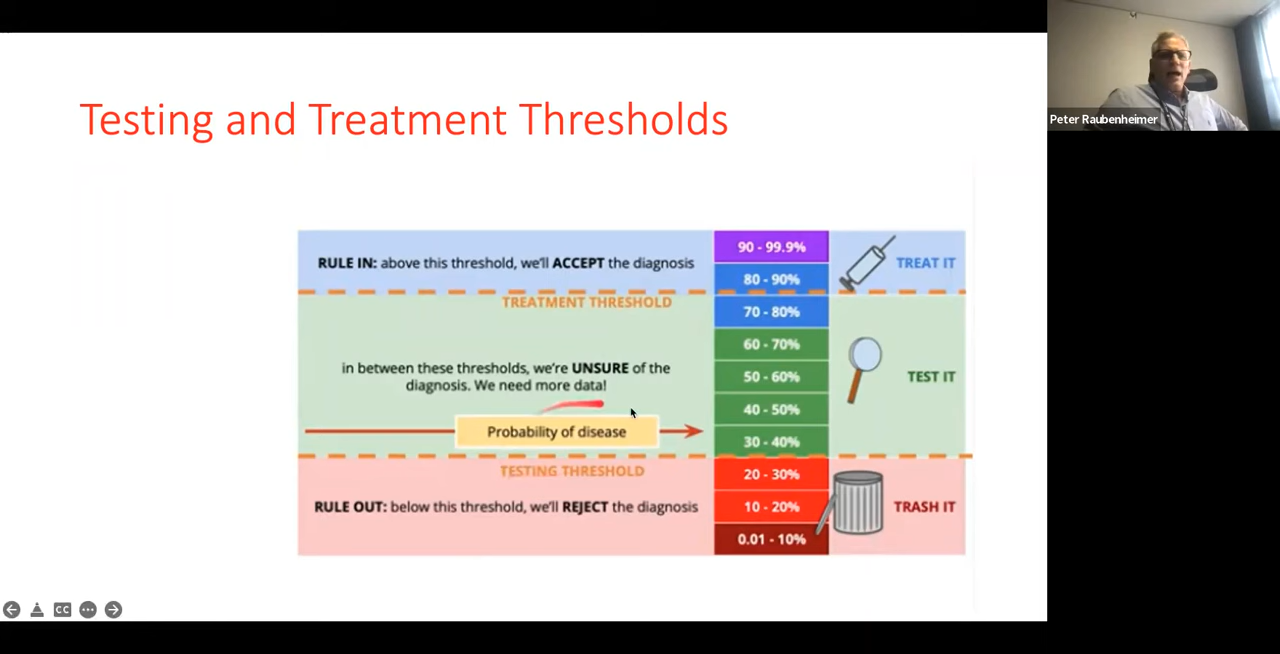 Testing and Treatment Thresholds
Peter Raubenheimer
RULE IN: above this threshold, we'll ACCEPT the diagnosis
90 - 99.9%
80 - 90%
TREAT IT
TREATMENT THRESHOLD
70 - 80%
60 - 70%
in between these thresholds, we're UNSURE of the
diagnosis. We need more data!
50 - 60%
TEST IT
40 - 50%
Probability of disease
30 - 40%
TESTING THRESHOLD
20 - 30%
RULE OUT: below this threshold, we'll REJECT the diagnosis
10 - 20%
TRASH IT
0.01 - 10%
CC